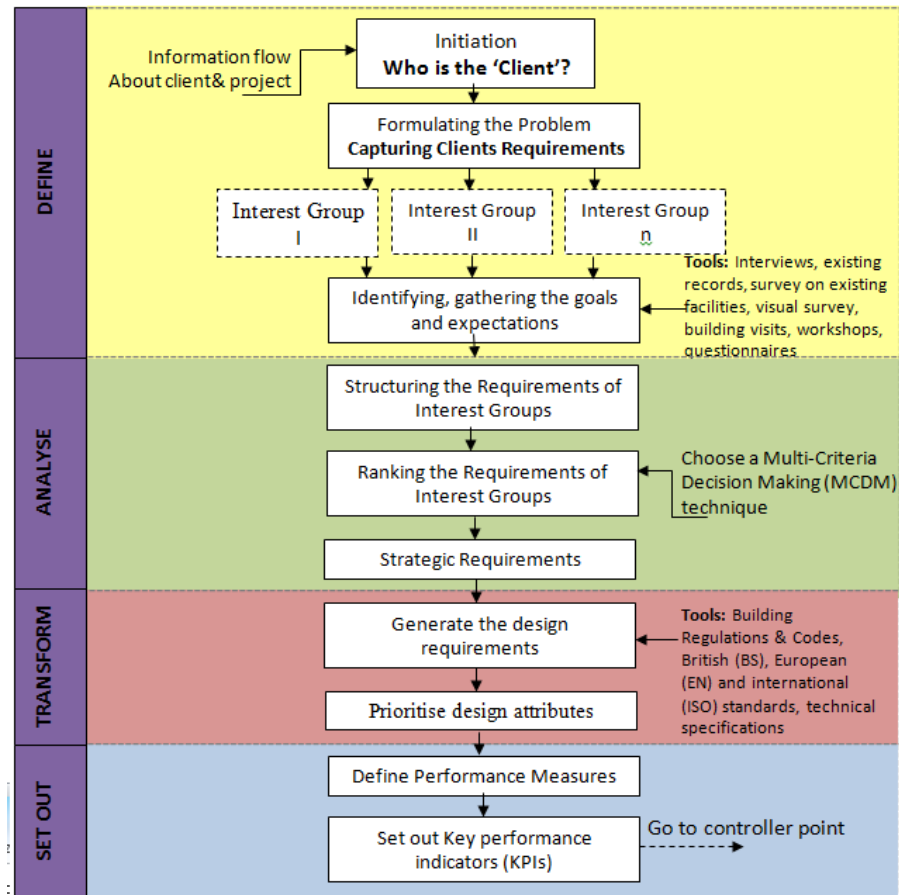 DEFINE
Information flow
About client& project
Initiation
Who is the ‘Client’?
Formulating the Problem
Capturing Clients Requirements
Interest Group
I
Interest Group
II
Interest Group
n
Identifying, gathering the goals
and expectations
Tools: Interviews, existing
records, survey on existing
facilities, visual survey,
building visits, workshops,
questionnaires
ANALYSE
Structuring the Requirements of
Interest Groups
Ranking the Requirements of
Interest Groups
Choose a Multi-Criteria
Decision Making (MCDM)
technique
Strategic Requirements
TRANSFORM
Generate the design
requirements
Tools: Building
Regulations & Codes,
British (BS), European
(EN) and international
(ISO) standards, technical
specifications
Prioritise design attributes
SET OUT
Define Performance Measures
Set out Key performance
indicators (KPIs)
Go to controller point